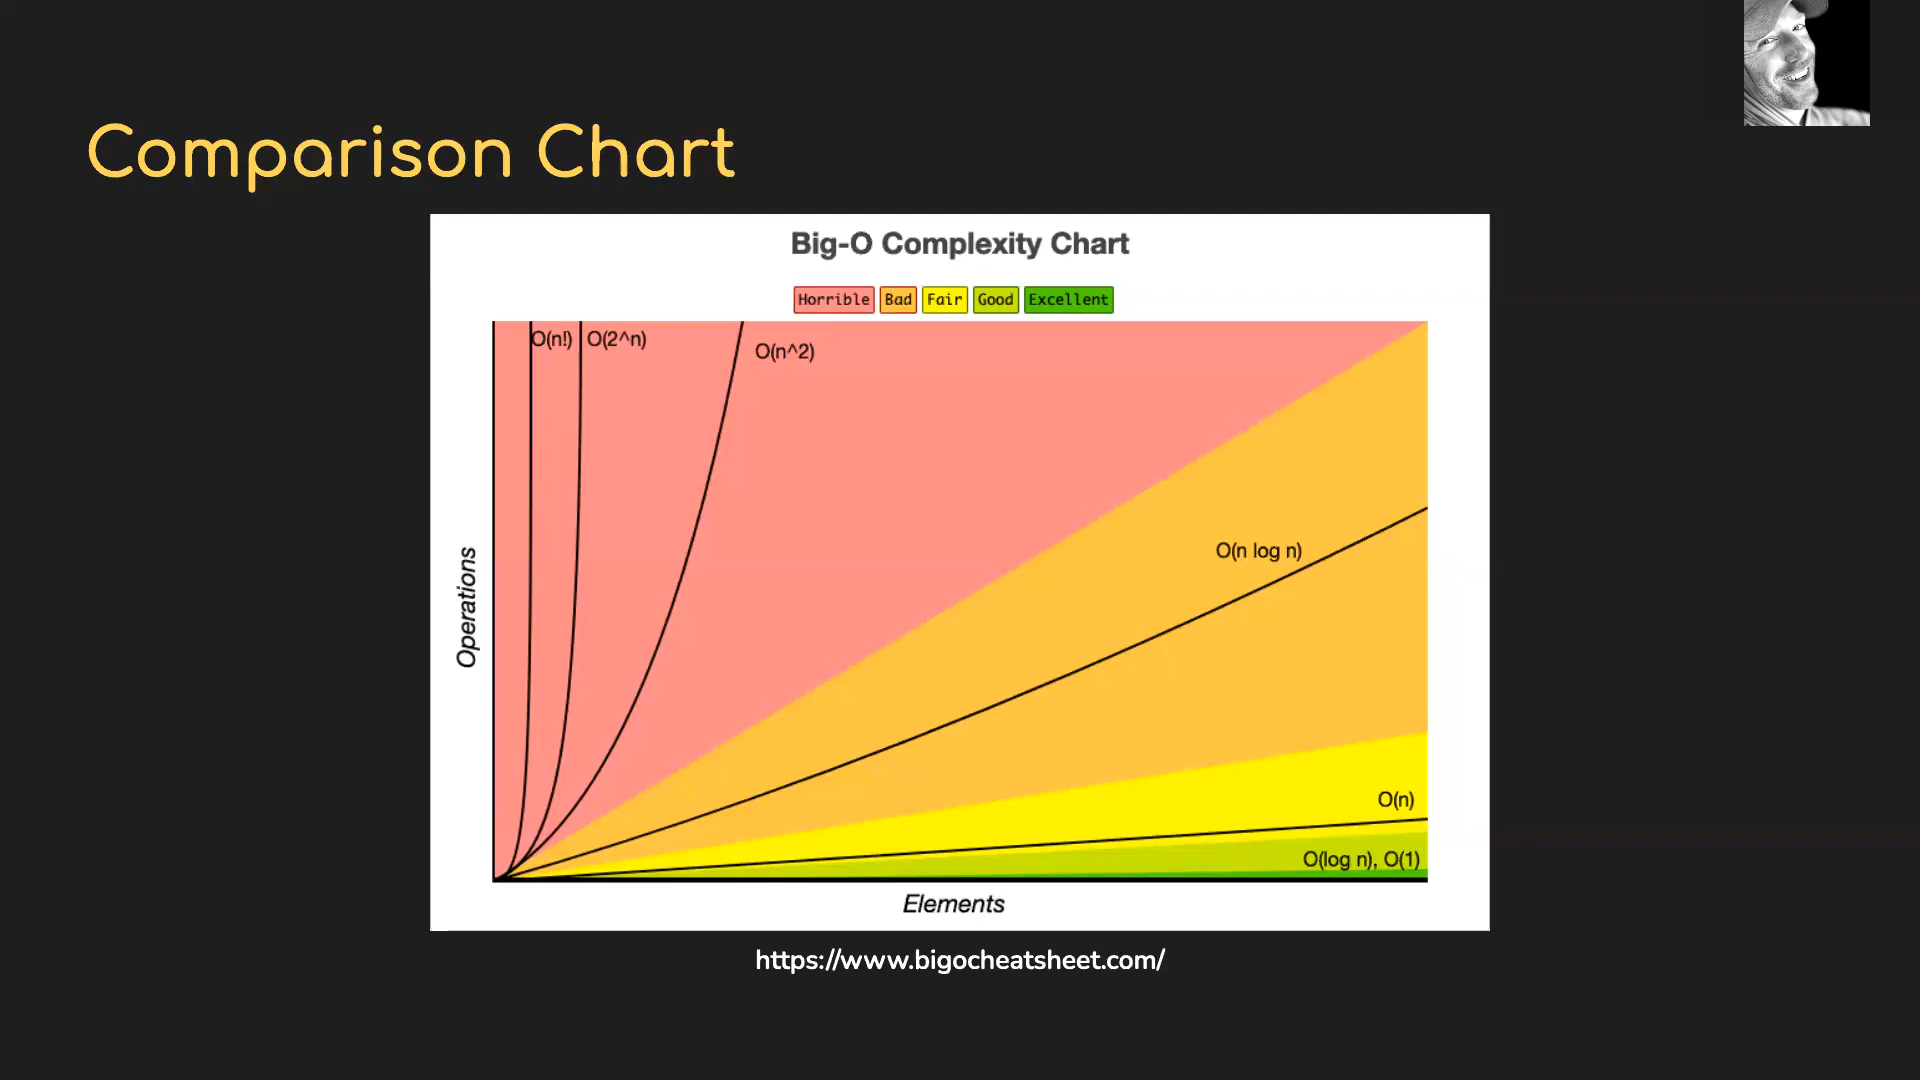 Comparison Chart
Big-O Complexity Chart
Horrible Bad Fair Good Excellent
O(n!) O(2^n)
O(n^2)
O(n log n)
Operations
O(n)
O(log n), O(1)
Elements
https://www.bigocheatsheet.com/